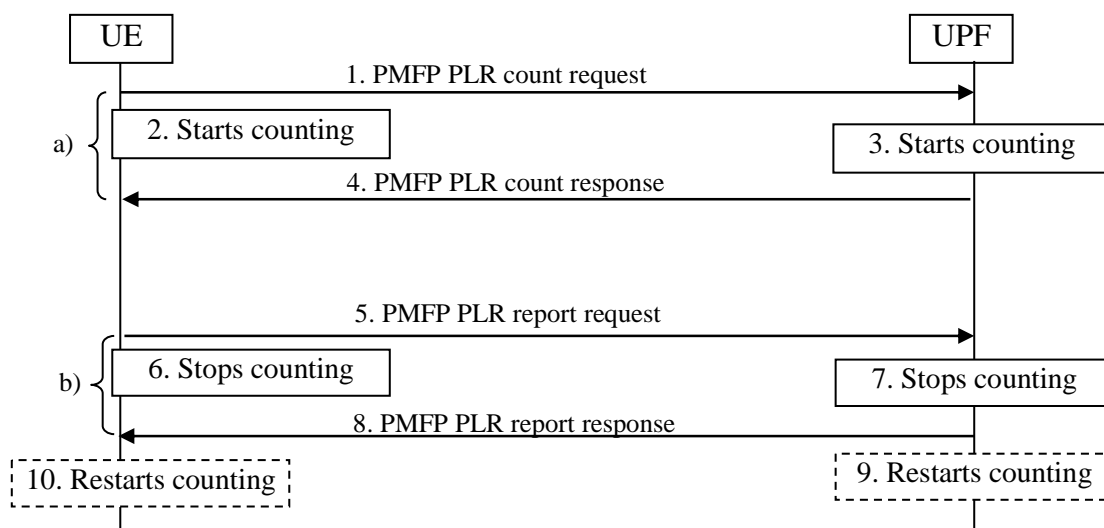 UE
UPF
1. PMFP PLR count request
a)
2. Starts counting
3. Starts counting
4. PMFP PLR count response
5. PMFP PLR report request
b)
6. Stops counting
7. Stops counting
8. PMFP PLR report response
10. Restarts counting
9. Restarts counting